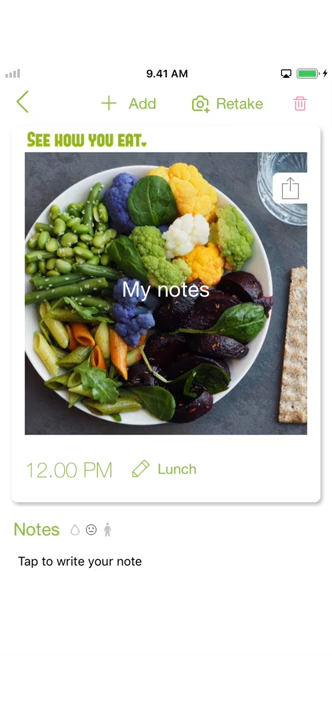 9.41 AM
Add
Retake
SEE HOW YOU EAT
My notes
12.00 PM
Lunch
Notes
Tap to write your note